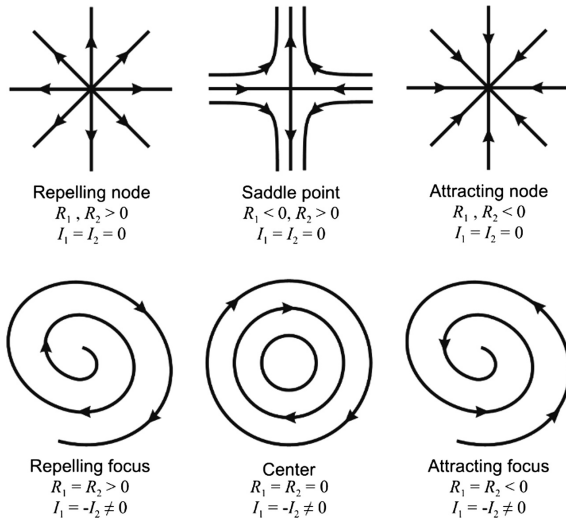 Repelling node
R₁ , R₂ > 0
I₁ = I₂ = 0
Saddle point
R₁ < 0, R₂ > 0
I₁ = I₂ = 0
Attracting node
R₁ , R₂ < 0
I₁ = I₂ = 0
Repelling focus
R₁ = R₂ > 0
I₁ = -I₂ ≠ 0
Center
R₁ = R₂ = 0
I₁ = -I₂ ≠ 0
Attracting focus
R₁ = R₂ < 0
I₁ = -I₂ ≠ 0